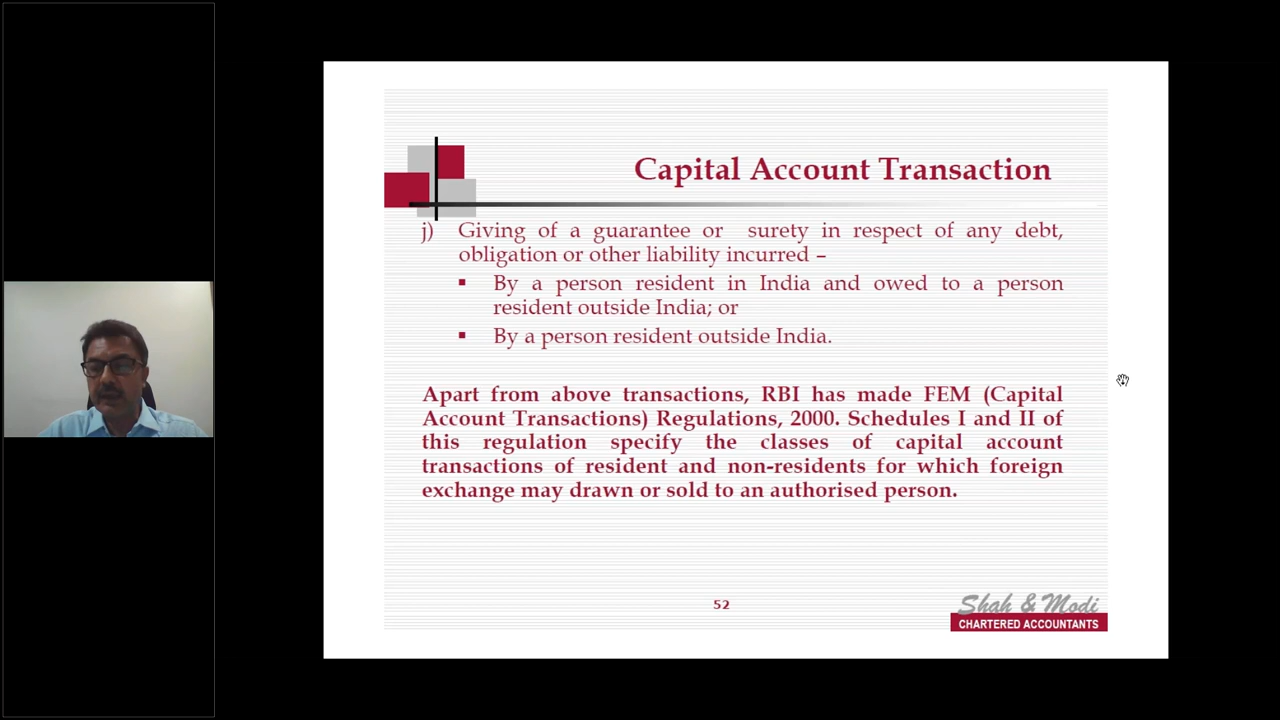 Capital Account Transaction
j) Giving of a guarantee or surety in respect of any debt,
obligation or other liability incurred –
▪ By a person resident in India and owed to a person
resident outside India; or
▪ By a person resident outside India.
Apart from above transactions, RBI has made FEM (Capital
Account Transactions) Regulations, 2000. Schedules I and II of
this regulation specify the classes of capital account
transactions of resident and non-residents for which foreign
exchange may drawn or sold to an authorised person.
52
Shah & Modi
CHARTERED ACCOUNTANTS